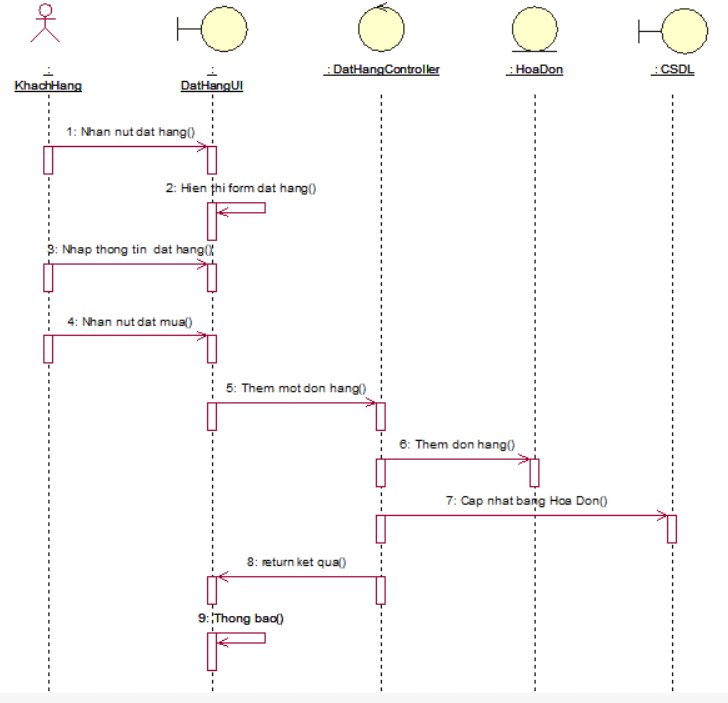 :
KhachHang
:
DatHangUI
: DatHangController
: HoaDon
: CSDL
1: Nhan nut dat hang()
2: Hien thi form dat hang()
3: Nhap thong tin dat hang()
4: Nhan nut dat mua()
5: Them mot don hang()
6: Them don hang()
7: Cap nhat bang Hoa Don()
8: return ket qua()
9: Thong bao()